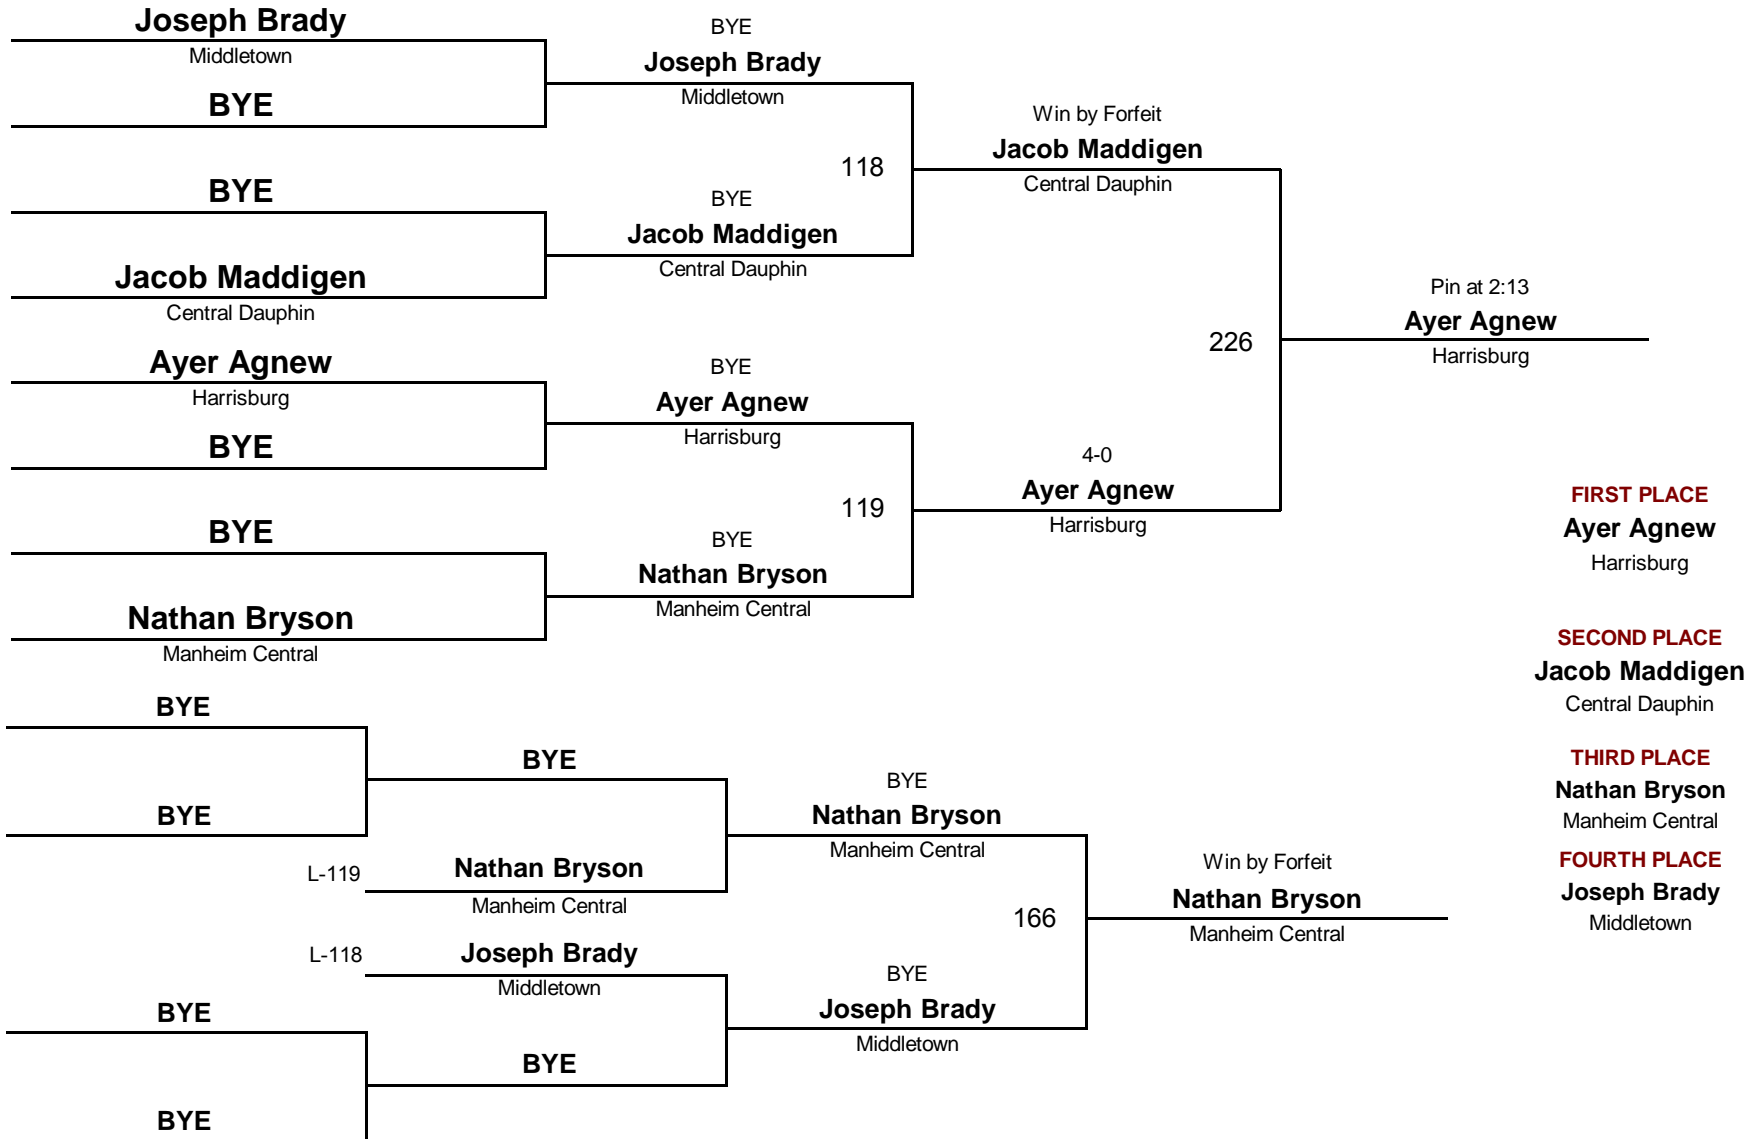 Joseph Brady
Middletown
BYE
BYE
Jacob Maddigen
Central Dauphin
Ayer Agnew
Harrisburg
BYE
BYE
Nathan Bryson
Manheim Central
BYE
Joseph Brady
Middletown
118
BYE
Jacob Maddigen
Central Dauphin
BYE
Ayer Agnew
Harrisburg
119
BYE
Nathan Bryson
Manheim Central
Win by Forfeit
Jacob Maddigen
Central Dauphin
226
4-0
Ayer Agnew
Harrisburg
Pin at 2:13
Ayer Agnew
Harrisburg
FIRST PLACE
Ayer Agnew
Harrisburg
SECOND PLACE
Jacob Maddigen
Central Dauphin
THIRD PLACE
Nathan Bryson
Manheim Central
FOURTH PLACE
Joseph Brady
Middletown
BYE
BYE
BYE
L-119
Nathan Bryson
Manheim Central
L-118
Joseph Brady
Middletown
BYE
BYE
BYE
BYE
Nathan Bryson
Manheim Central
166
BYE
Joseph Brady
Middletown
Win by Forfeit
Nathan Bryson
Manheim Central